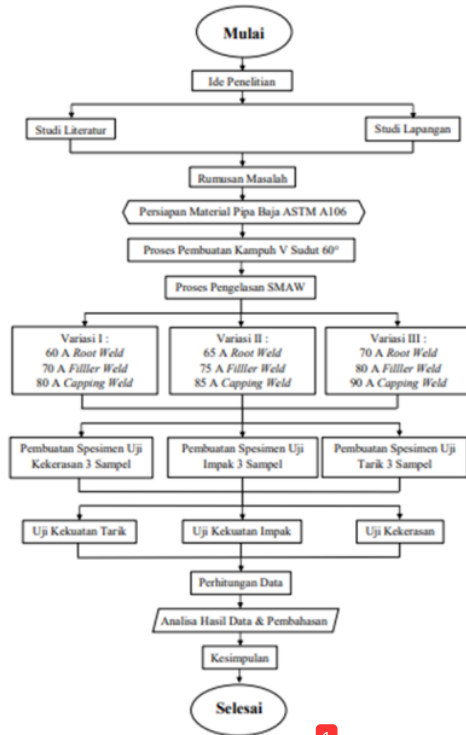 Mulai
Ide Penelitian
Studi Literatur
Studi Lapangan
Rumusan Masalah
Persiapan Material Pipa Baja ASTM A106
Proses Pembuatan Kampuh V Sudut 60°
Proses Pengelasan SMAW
Variasi I :
60 A Root Weld
70 A Filller Weld
80 A Capping Weld
Variasi II :
65 A Root Weld
75 A Filller Weld
85 A Capping Weld
Variasi III :
70 A Root Weld
80 A Filller Weld
90 A Capping Weld
Pembuatan Spesimen Uji
Kekerasan 3 Sampel
Pembuatan Spesimen Uji
Impak 3 Sampel
Pembuatan Spesimen Uji
Tarik 3 Sampel
Uji Kekuatan Tarik
Uji Kekuatan Impak
Uji Kekerasan
Perhitungan Data
Analisa Hasil Data & Pembahasan
Kesimpulan
Selesai